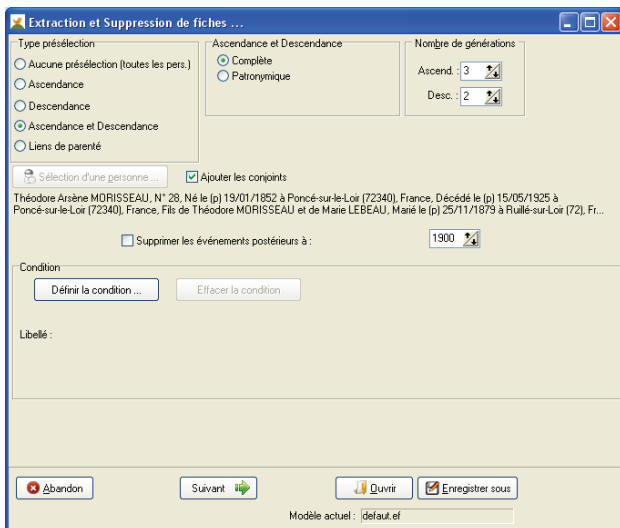 Extraction et Suppression de fiches ...
Type présélection
Aucune présélection (toutes les pers.)
Ascendance
Descendance
Ascendance et Descendance
Liens de parenté
Ascendance et Descendance
Complète
Patronymique
Nombre de générations
Ascend. : 3
Desc. : 2
Sélection d'une personne ...
Ajouter les conjoints
Théodore Arsène MORISSEAU, N° 28, Né le (p) 19/01/1852 à Poncé-sur-le-Loir (72340), France, Décédé le (p) 15/05/1925 à
Poncé-sur-le-Loir (72340), France, Fils de Théodore MORISSEAU et de Marie LEBEAU, Marié le (p) 25/11/1879 à Ruillé-sur-Loir (72), Fr...
Supprimer les événements postérieurs à : 1900
Condition
Définir la condition ... Effacer la condition
Libellé :
Abandon Suivant Ouvrir Enregistrer sous
Modèle actuel : defaut.ef